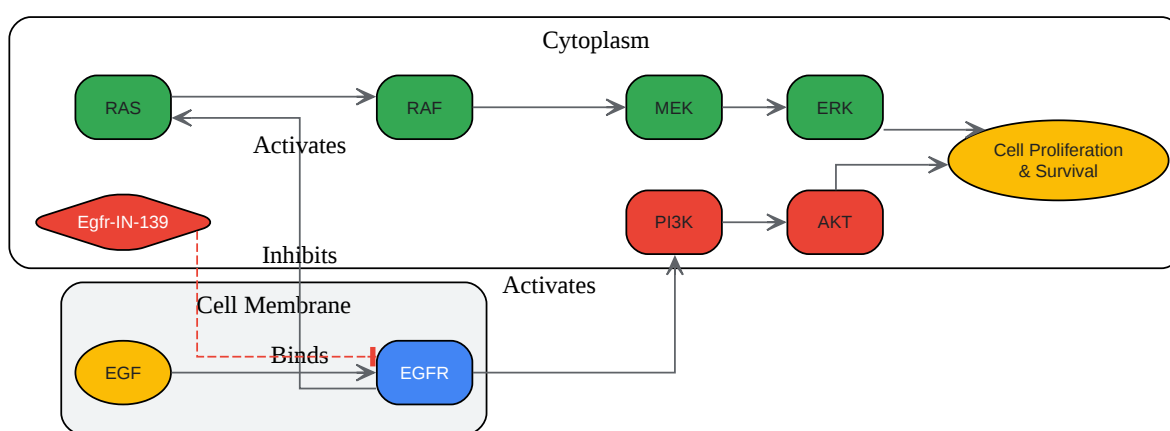 Cytoplasm
RAS
RAF
MEK
ERK
Activates
Cell Proliferation
& Survival
Egfr-IN-139
PI3K
AKT
Inhibits
Activates
Cell Membrane
Binds
EGF
EGFR